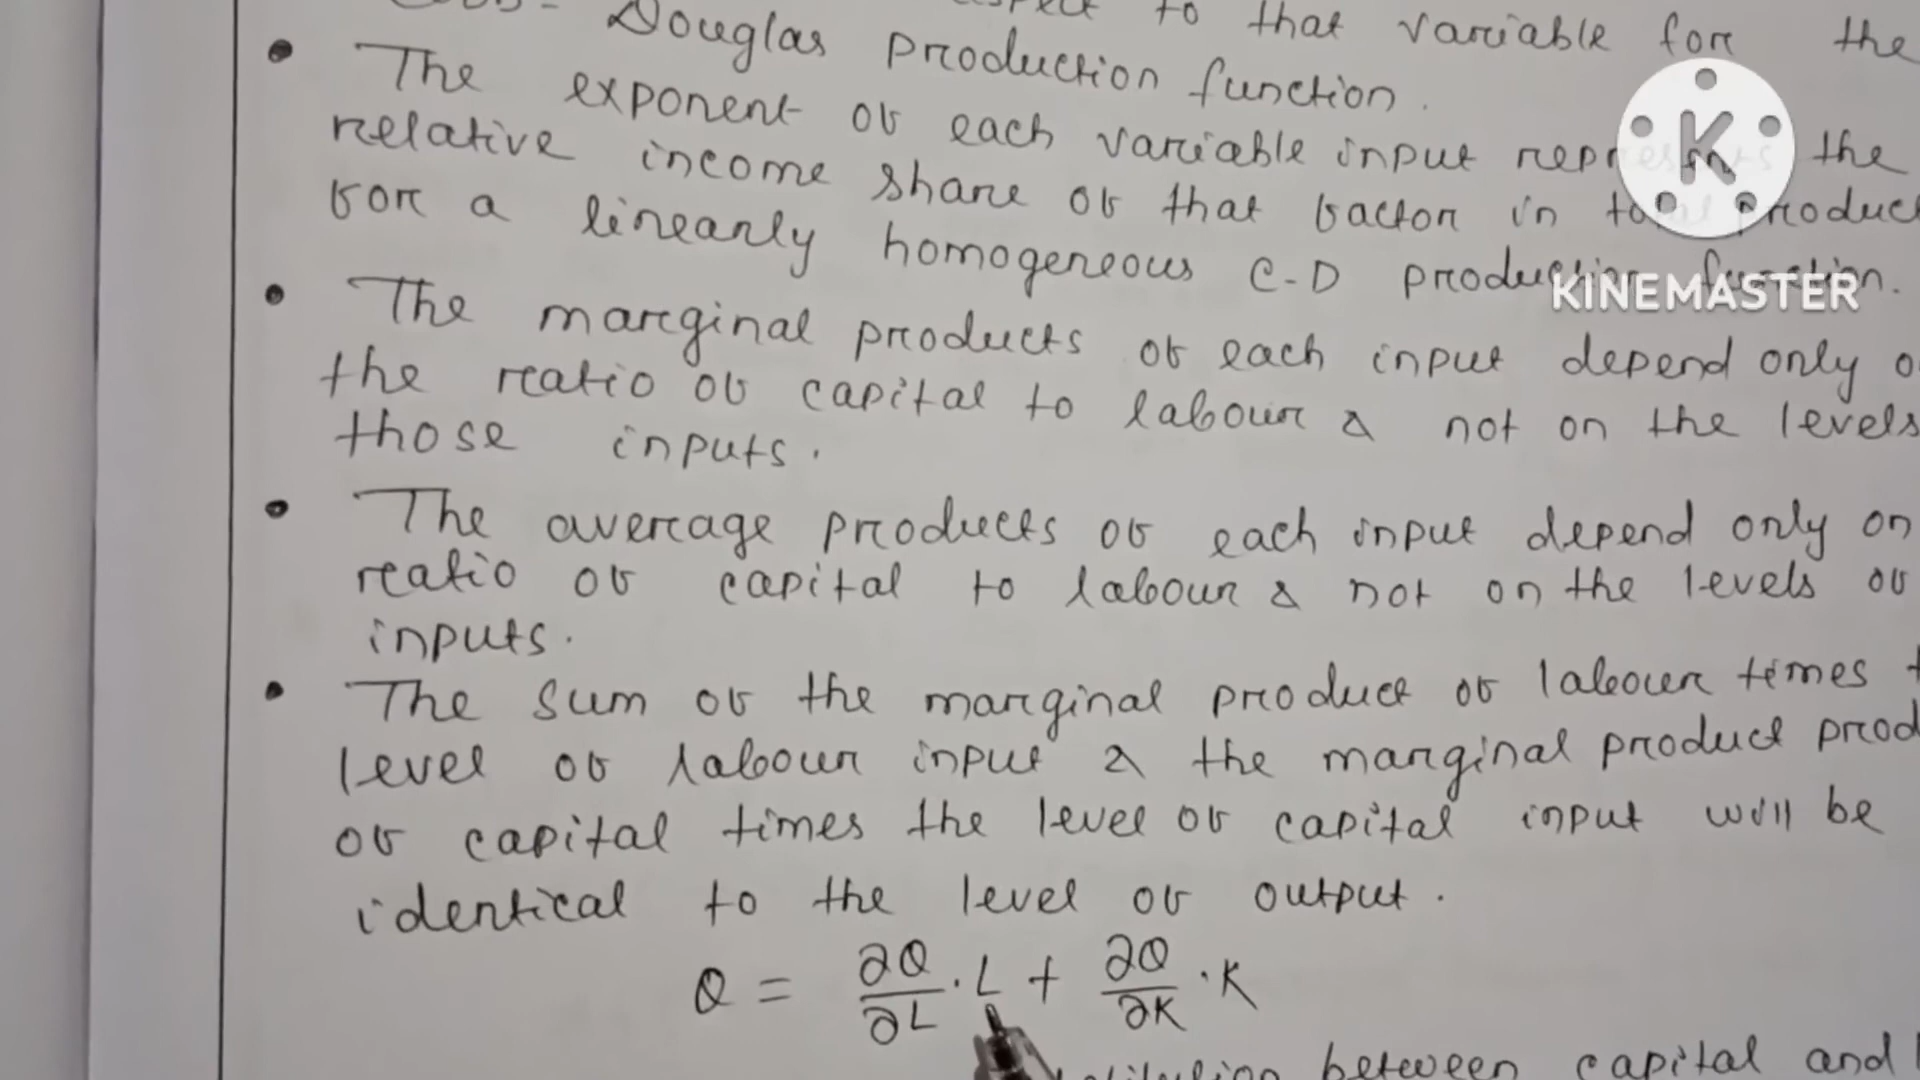 to that variable for the
Douglas production function.
• The exponent of each variable input represents the
relative income share of that factor in total product
for a linearly homogeneous C-D production function.
• The marginal products of each input depend only
the ratio of capital to labour & not on the levels
those inputs.
• The average products of each input depend only on
ratio of capital to labour & not on the levels of
inputs.
• The sum of the marginal product of labour times
level of labour input & the marginal product prod
of capital times the level of capital input will be
identical to the level of output.
Q = ∂Q/∂L · L + ∂Q/∂K · K
between capital and
K
KINEMASTER